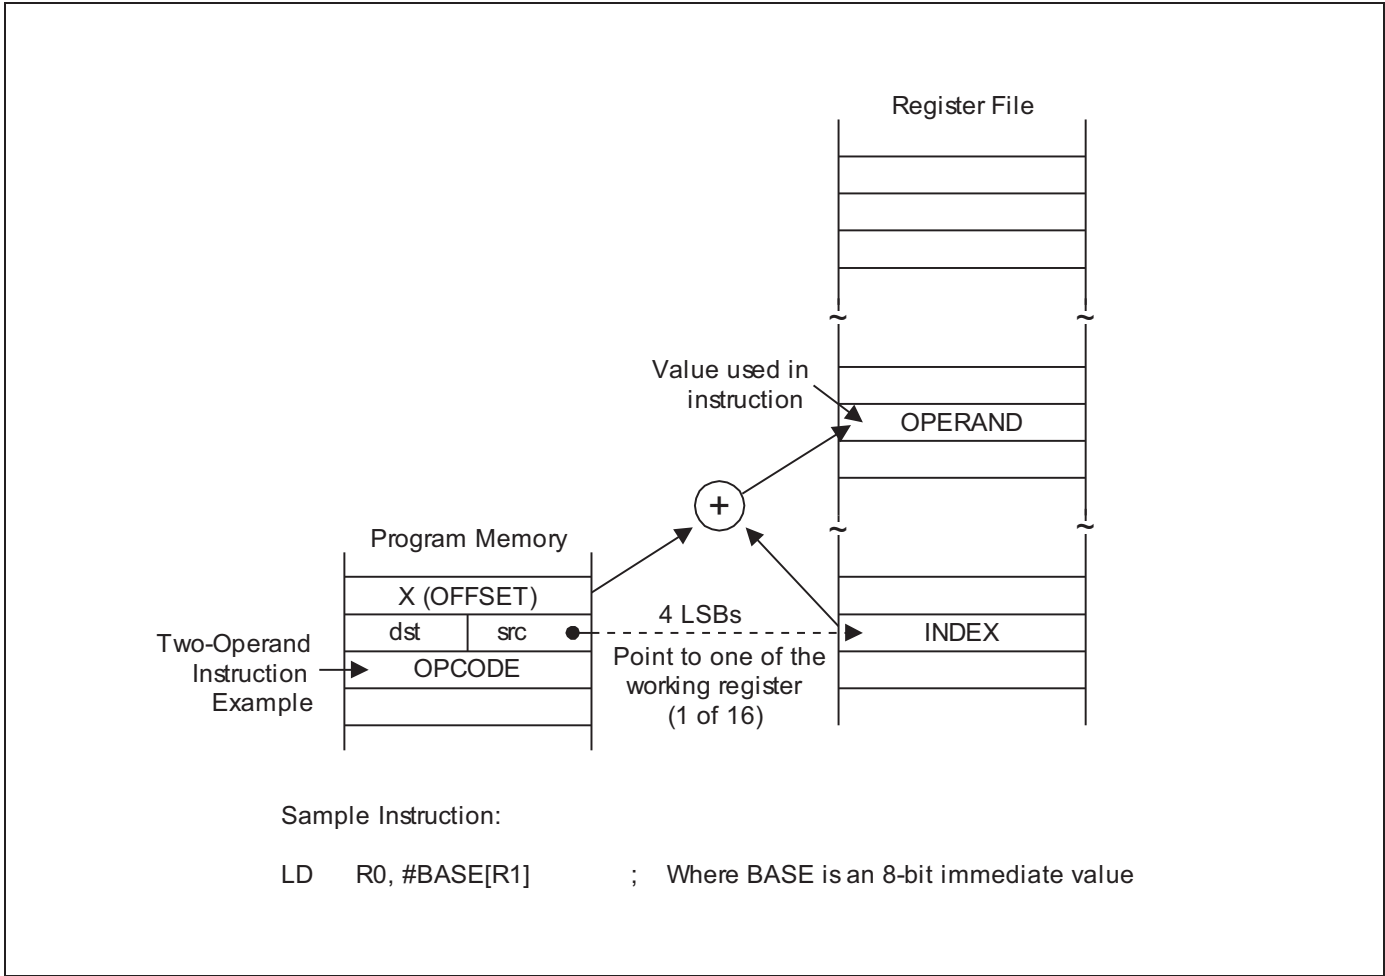 Register File
Value used in
instruction
OPERAND
+
Program Memory
X (OFFSET)
4 LSBs
dst src
INDEX
Two-Operand
Instruction
Example
OPCODE
Point to one of the
working register
(1 of 16)
Sample Instruction:
LD R0, #BASE[R1] ; Where BASE is an 8-bit immediate value